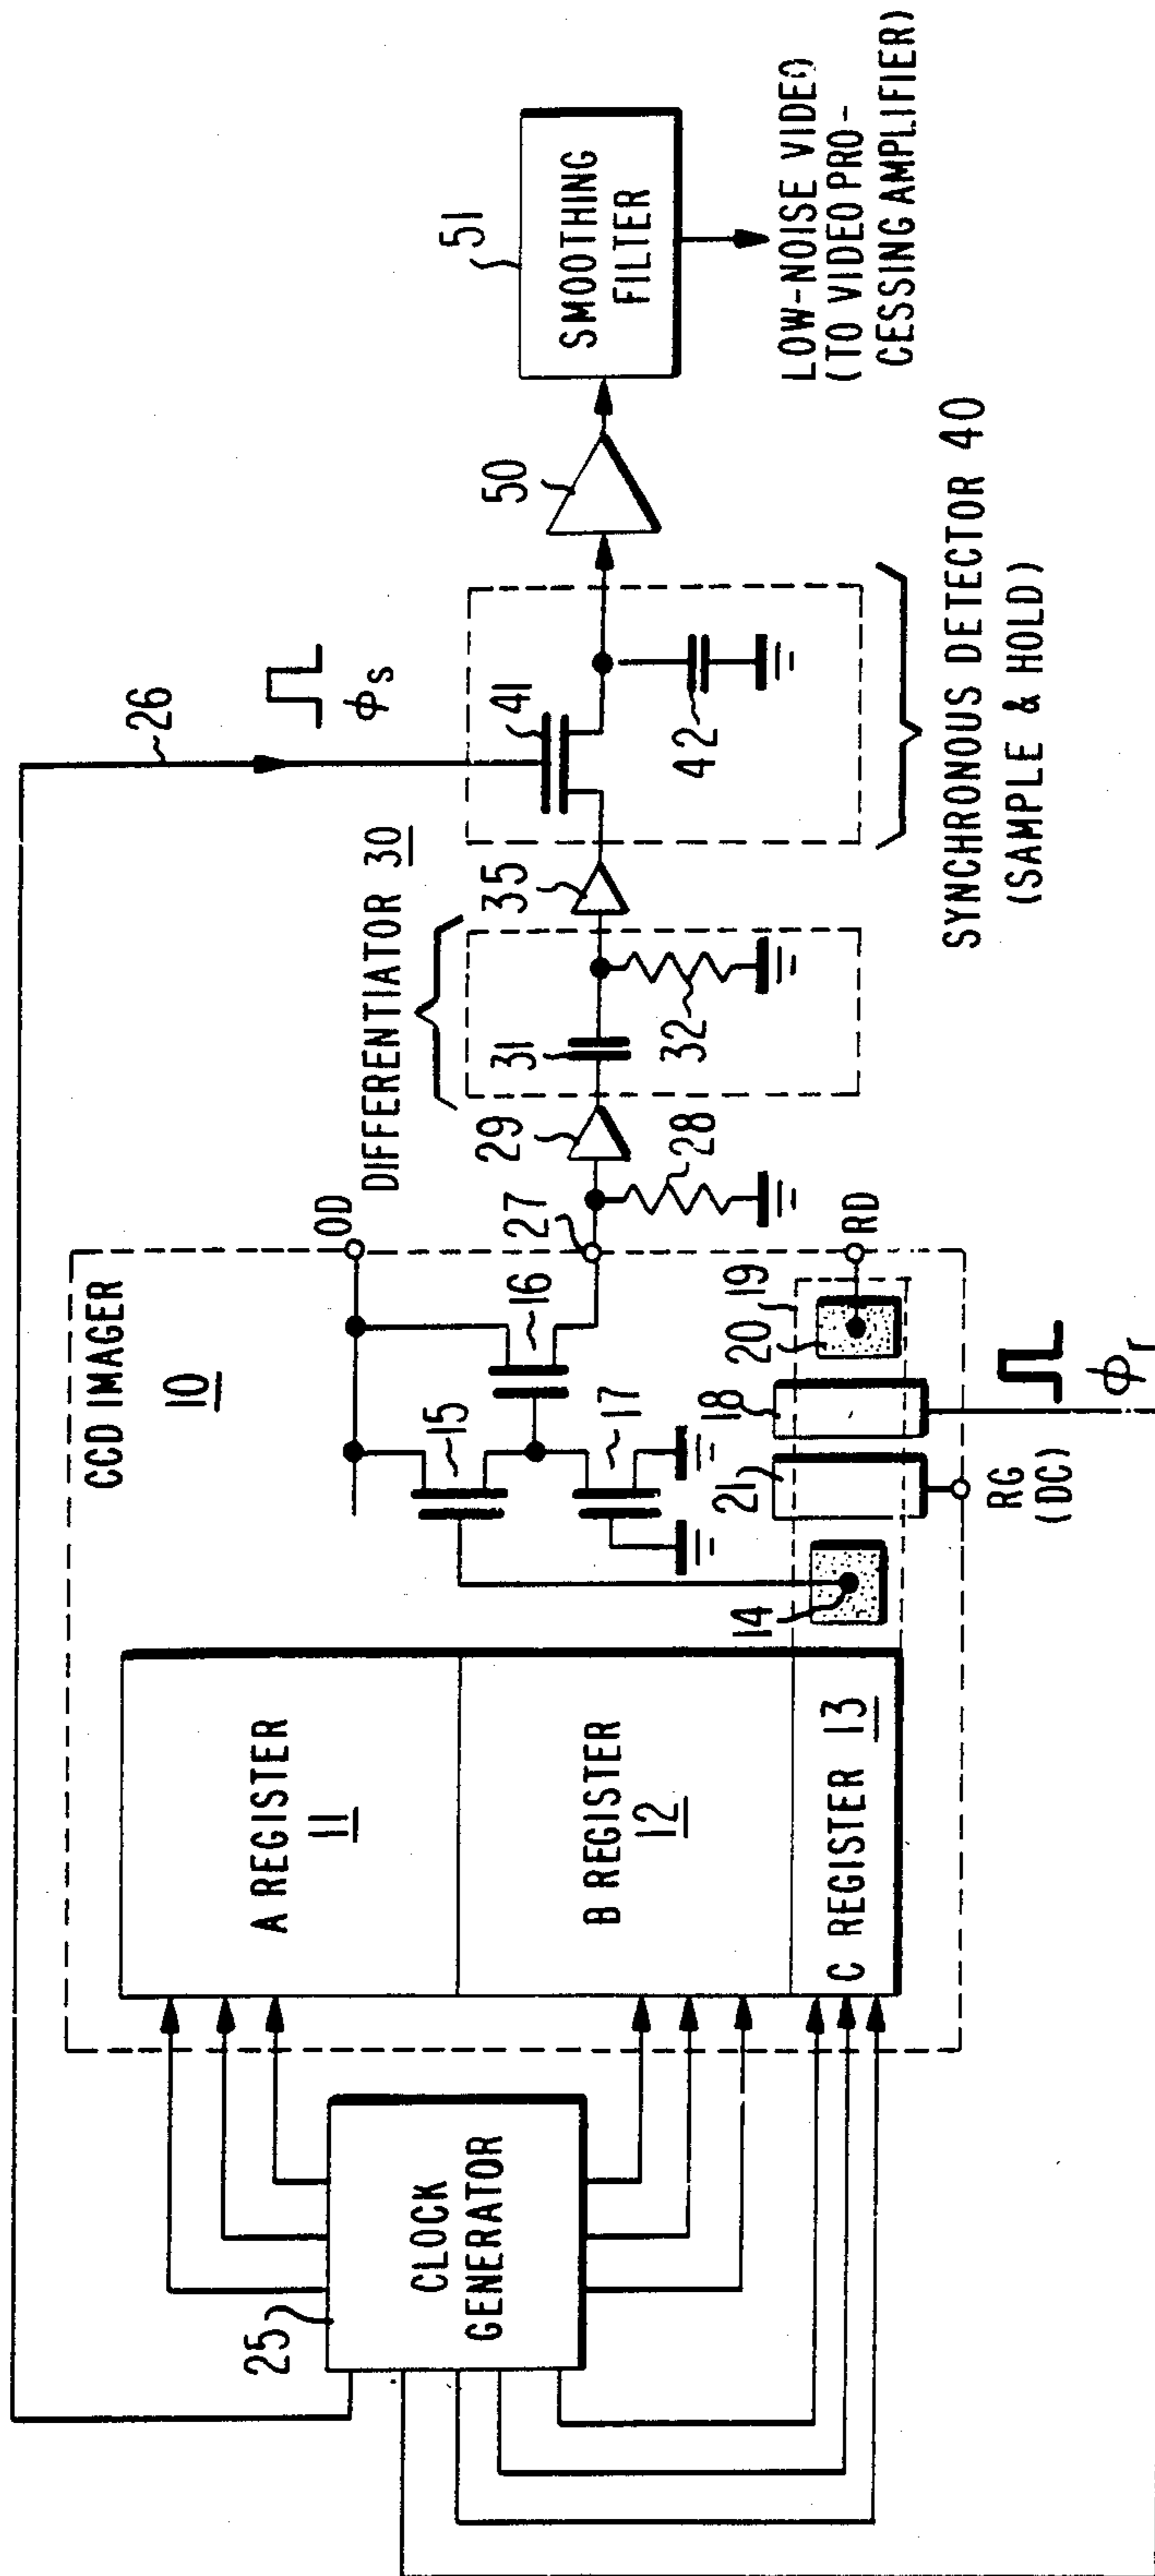 26
φs
CCD IMAGER
10
OD
DIFFERENTIATOR 30
A REGISTER
11
B REGISTER
12
C REGISTER 13
CLOCK
GENERATOR
25
15
16
17
14
21
18
20
19
RD
RG
(DC)
φr
27
28
29
31
32
35
41
42
SYNCHRONOUS DETECTOR 40
(SAMPLE & HOLD)
50
51
SMOOTHING
FILTER
LOW-NOISE VIDEO
(TO VIDEO PRO-
CESSING AMPLIFIER)